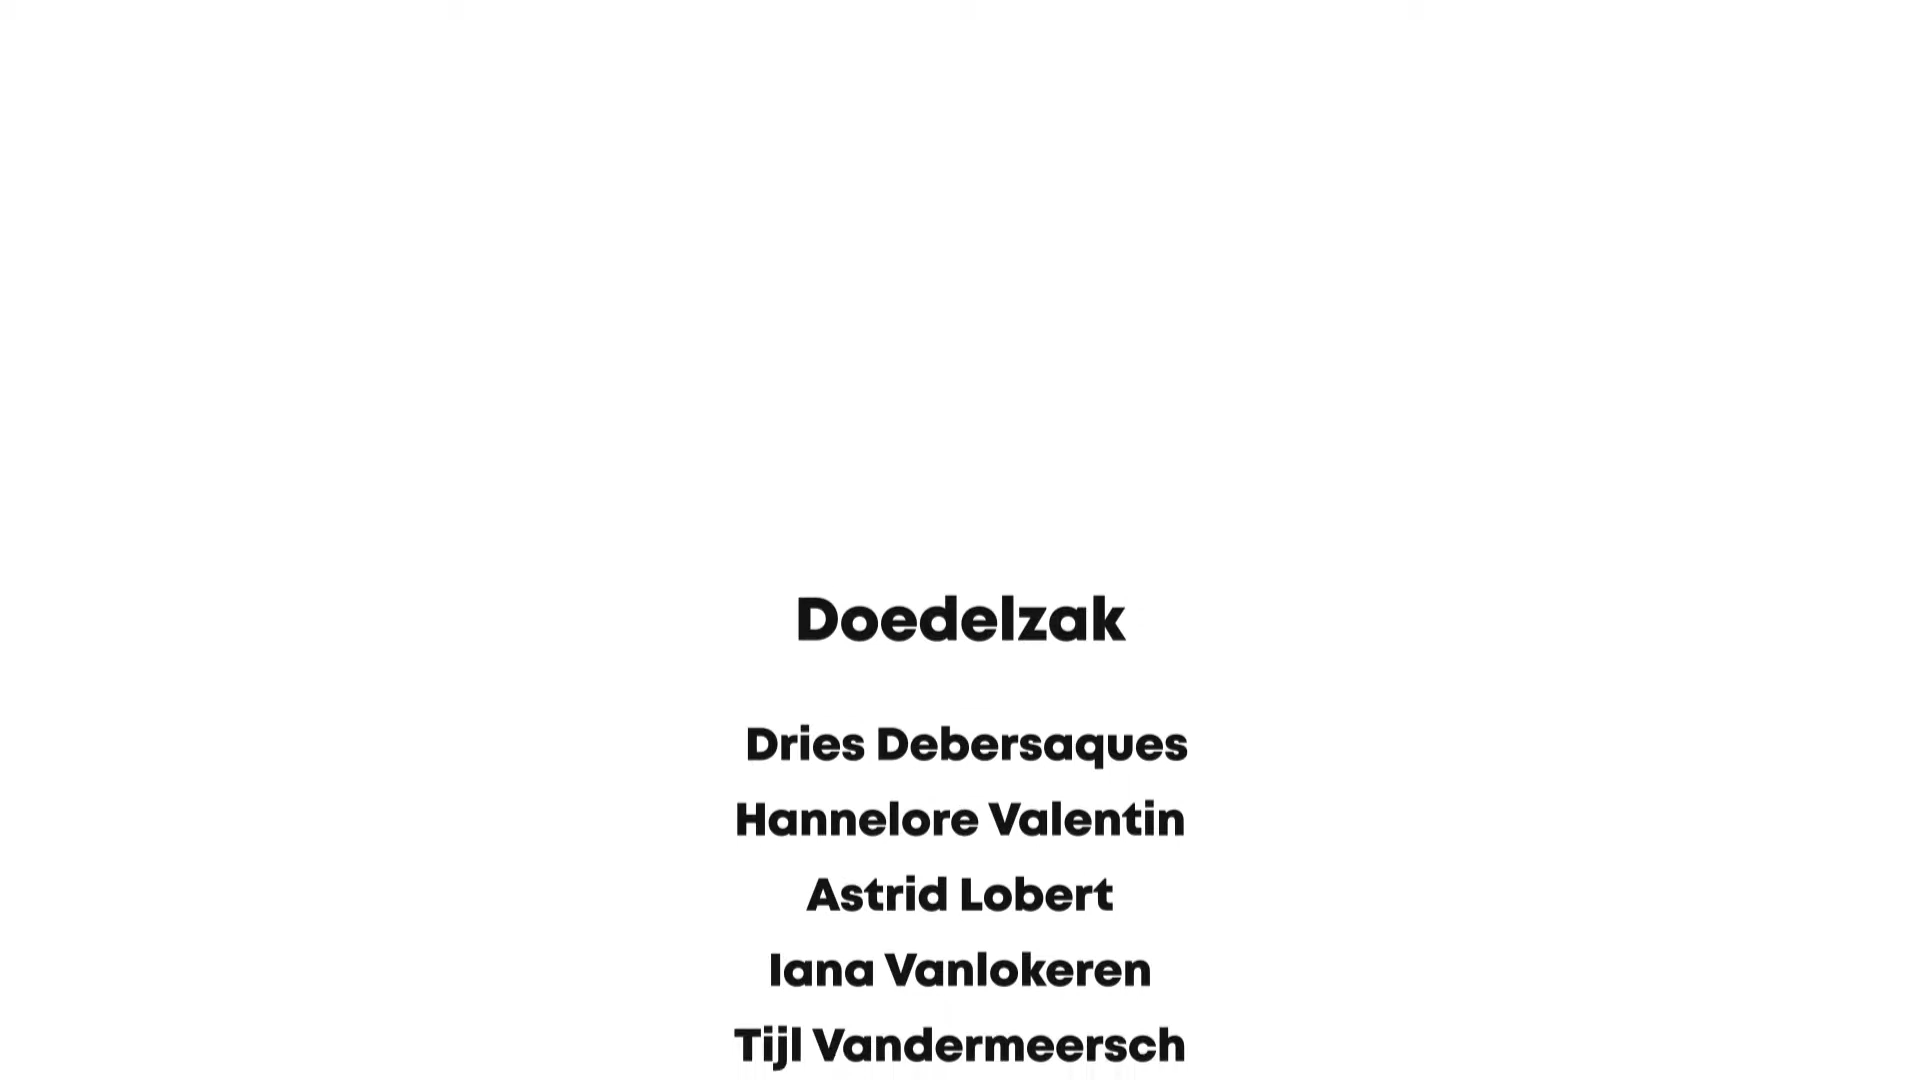 Doedelzak
Dries Debersaques
Hannelore Valentin
Astrid Lobert
Iana Vanlokeren
Tijl Vandermeersch